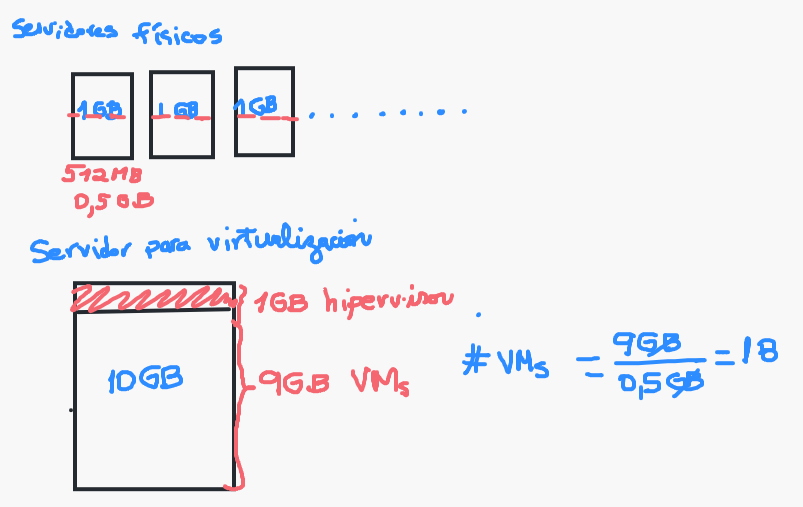 Servidores físicos
1GB 1GB 1GB ........
512MB
0,5GB
Servidor para virtualización
1GB hipervisor
10GB
9GB VMs
# VMs = 9GB / 0,5GB = 18